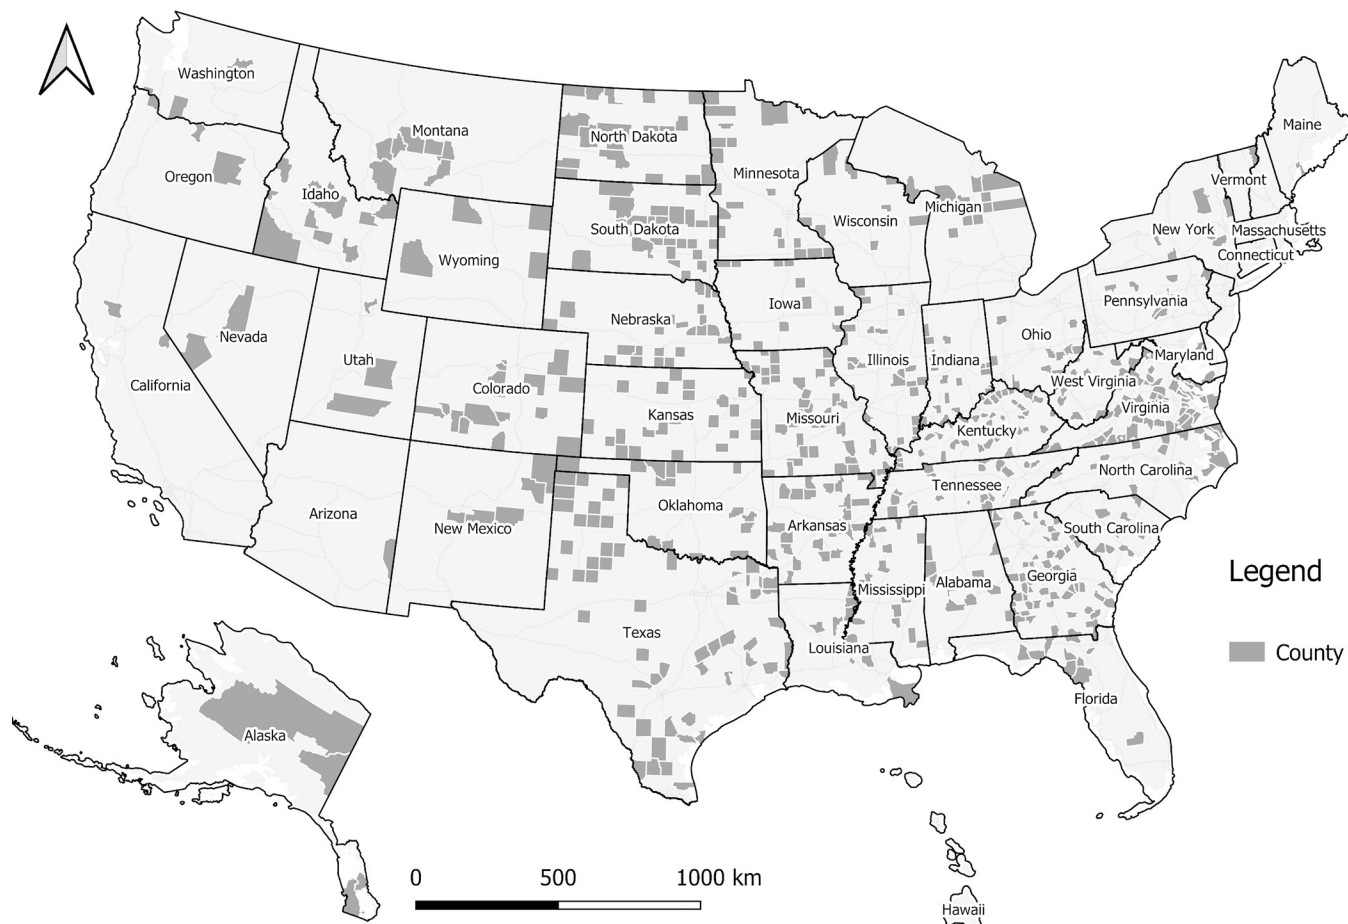 Washington
Montana
North Dakota
Minnesota
Maine
Oregon
Idaho
Vermont
Wisconsin
Michigan
South Dakota
New York
Massachusetts
Connecticut
Wyoming
Iowa
Pennsylvania
Nebraska
Nevada
Ohio
Utah
Illinois
Indiana
Maryland
California
Colorado
West Virginia
Kansas
Missouri
Virginia
Kentucky
North Carolina
Tennessee
Oklahoma
Arizona
New Mexico
Arkansas
South Carolina
Legend
Mississippi
Alabama
Georgia
Texas
Louisiana
County
Florida
Alaska
0 500 1000 km
Hawaii